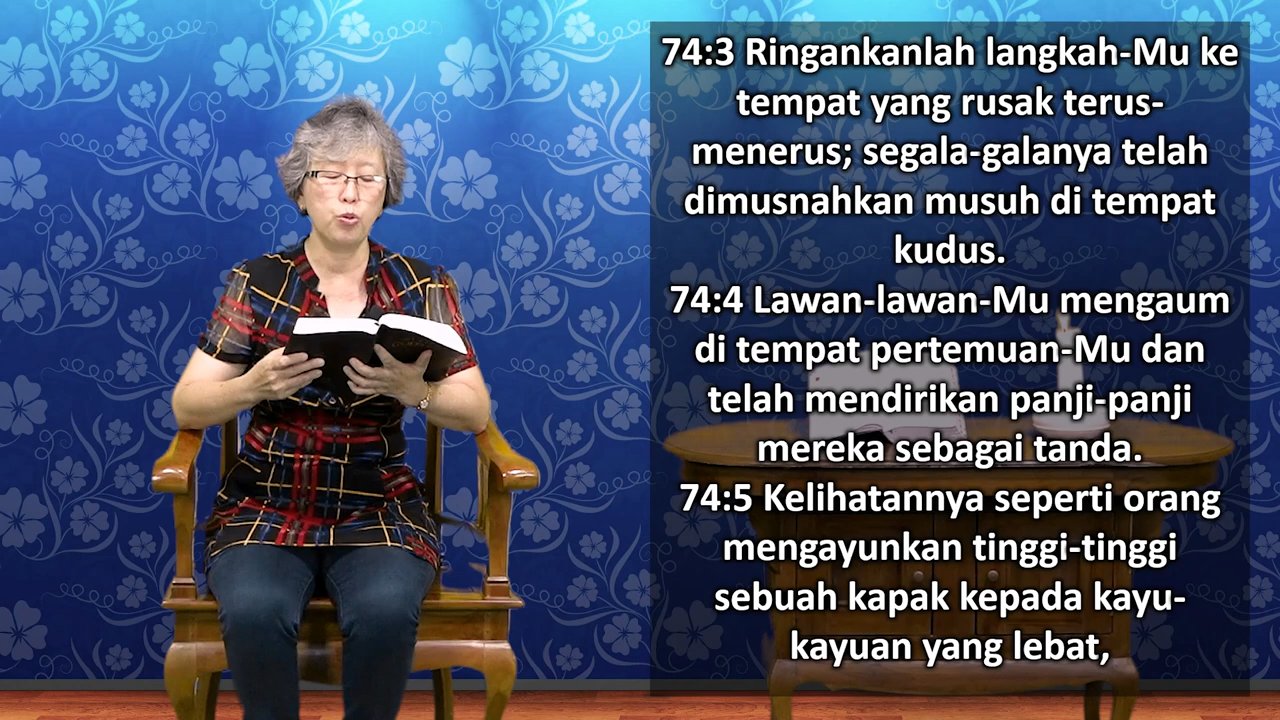 74:3 Ringankanlah langkah-Mu ke
tempat yang rusak terus-
menerus; segala-galanya telah
dimusnahkan musuh di tempat
kudus.
74:4 Lawan-lawan-Mu mengaum
di tempat pertemuan-Mu dan
telah mendirikan panji-panji
mereka sebagai tanda.
74:5 Kelihatannya seperti orang
mengayunkan tinggi-tinggi
sebuah kapak kepada kayu-
kayuan yang lebat,